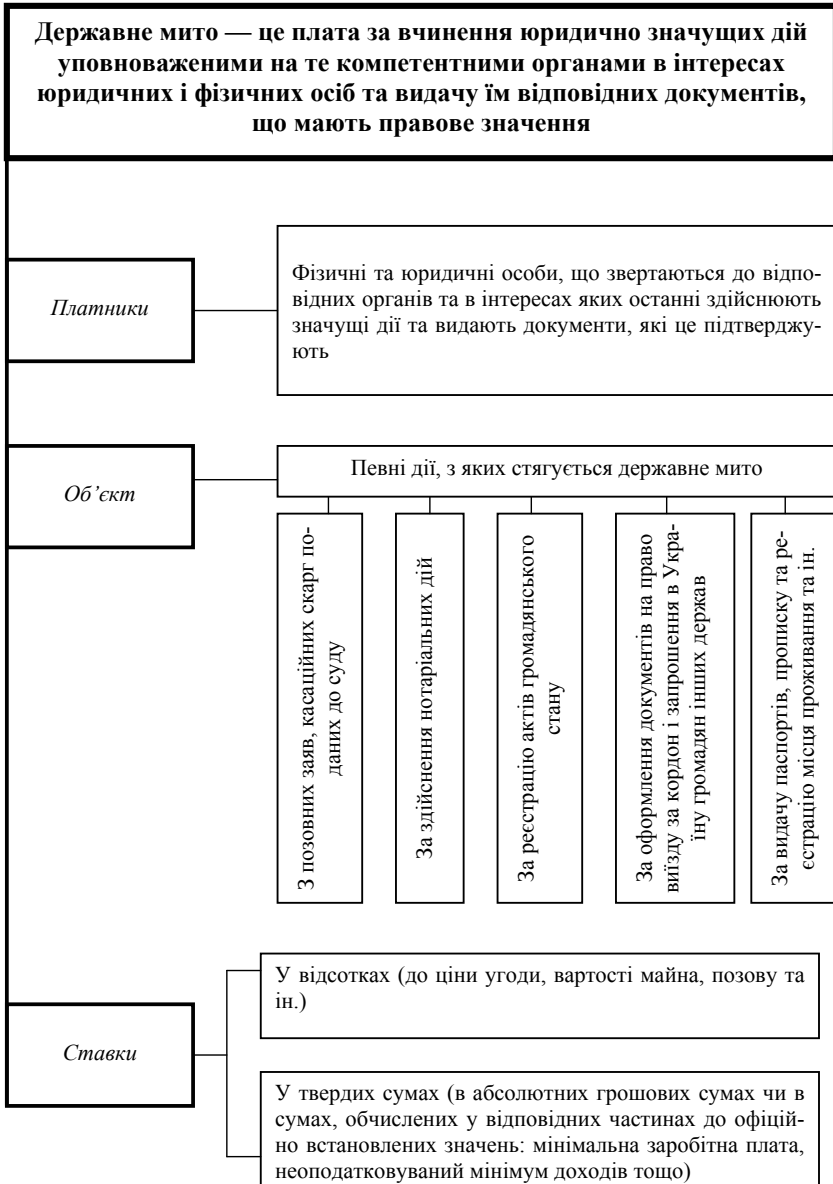 Державне мито — це плата за вчинення юридично значущих дій
уповноваженими на те компетентними органами в інтересах
юридичних і фізичних осіб та видачу їм відповідних документів,
що мають правове значення
Платники
Фізичні та юридичні особи, що звертаються до відпо-
відних органів та в інтересах яких останні здійснюють
значущі дії та видають документи, які це підтверджу-
ють
Об’єкт
Певні дії, з яких стягується державне мито
З позовних заяв, касаційних скарг по-
даних до суду
За здійснення нотаріальних дій
За реєстрацію актів громадянського
стану
За оформлення документів на право
виїзду за кордон і запрошення в Укра-
їну громадян інших держав
За видачу паспортів, прописку та ре-
єстрацію місця проживання та ін.
Ставки
У відсотках (до ціни угоди, вартості майна, позову та
ін.)
У твердих сумах (в абсолютних грошових сумах чи в
сумах, обчислених у відповідних частинах до офіцій-
но встановлених значень: мінімальна заробітна плата,
неоподатковуваний мінімум доходів тощо)